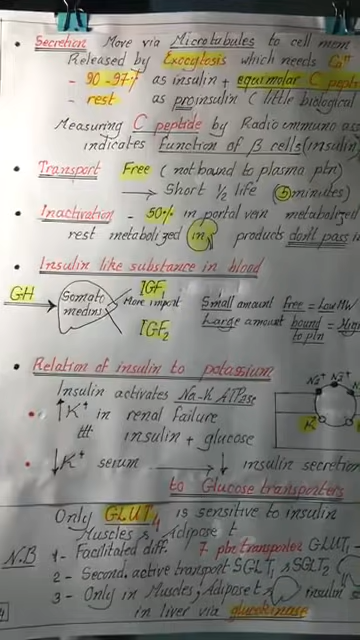 • Secretion Move via Microtubules to cell mem
Released by Exocytosis which needs Ca++
- 90-97% as insulin + equimolar C pept
- rest as proinsulin (little biological
Measuring C peptide by Radioimmuno as
indicates function of β cells (insulin
• Transport Free (not bound to plasma ptn)
→ Short ½ life (5 minutes)
• Inactivation - 50% in portal vein metabolized
rest metabolized in products don't pass
• Insulin like substance in blood
GH → Somato medins
IGF1
More import
IGF2
Small amount free = Low MW
Large amount bound to ptn =
• Relation of insulin to potassium
Insulin activates Na-K ATPase
• ↑K+ in renal failure
ttt insulin + glucose
• ↓K+ serum → ↓ insulin secretion
Na+ Na+
K
to Glucose transporters
Only GLUT4 is sensitive to insulin
Muscles &, Adipose t
N.B 1- Facilitated diff. 7 ptn transporter GLUT1-
2- Second, active transport SGLT1, & SGLT2
3- Only in Muscles, Adipose t & insulin s
in liver via glucokinase